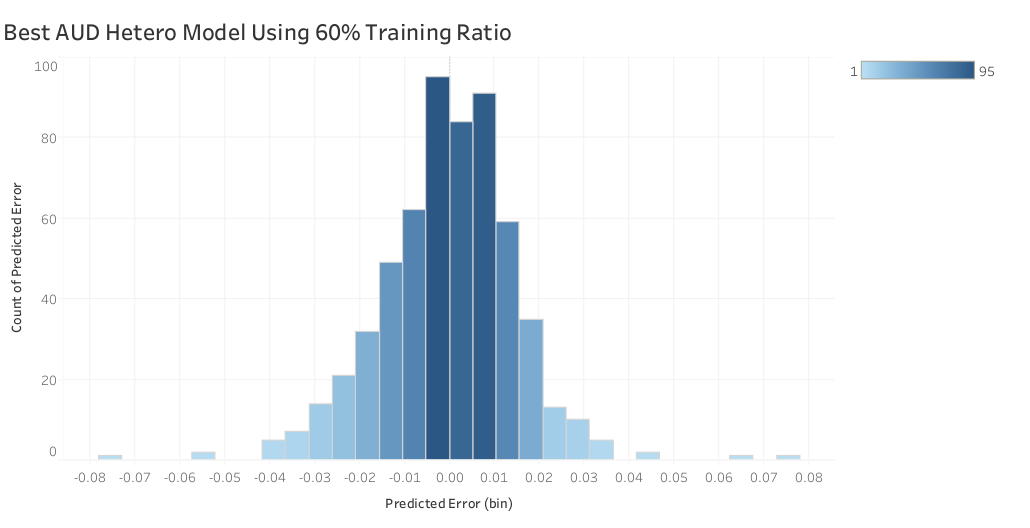 Best AUD Hetero Model Using 60% Training Ratio
1 95
100
80
60
40
20
0
Count of Predicted Error
-0.08 -0.07 -0.06 -0.05 -0.04 -0.03 -0.02 -0.01 0.00 0.01 0.02 0.03 0.04 0.05 0.06 0.07 0.08
Predicted Error (bin)